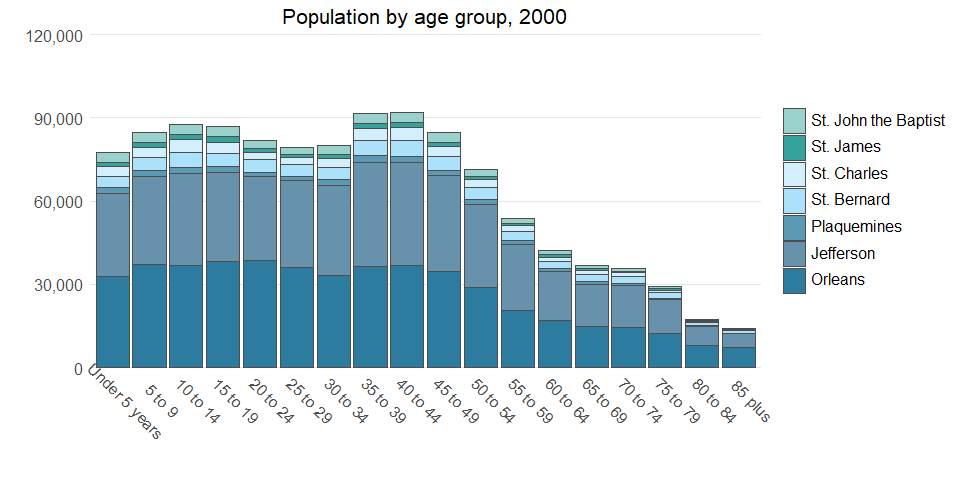 Population by age group, 2000
120,000
90,000
60,000
30,000
0
Under 5 years
5 to 9
10 to 14
15 to 19
20 to 24
25 to 29
30 to 34
35 to 39
40 to 44
45 to 49
50 to 54
55 to 59
60 to 64
65 to 69
70 to 74
75 to 79
80 to 84
85 plus
St. John the Baptist
St. James
St. Charles
St. Bernard
Plaquemines
Jefferson
Orleans